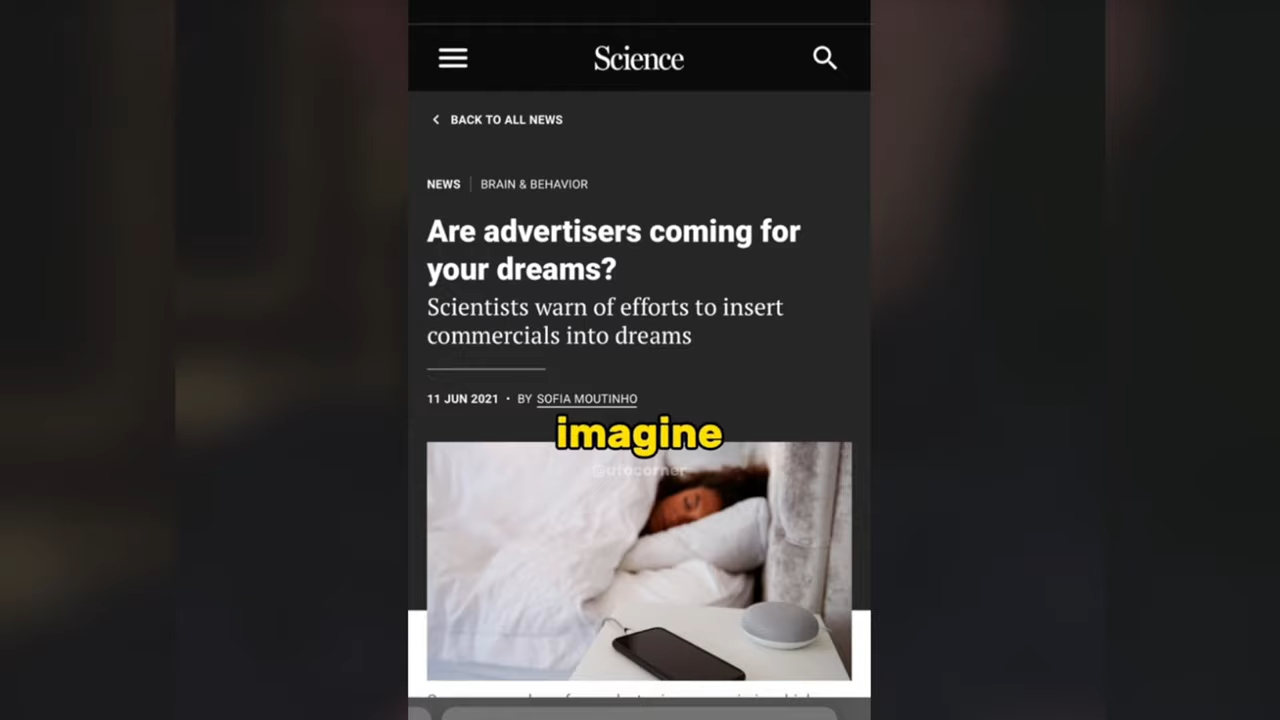 Science
BACK TO ALL NEWS
NEWS | BRAIN & BEHAVIOR
Are advertisers coming for
your dreams?
Scientists warn of efforts to insert
commercials into dreams
11 JUN 2021 • BY SOFIA MOUTINHO
imagine